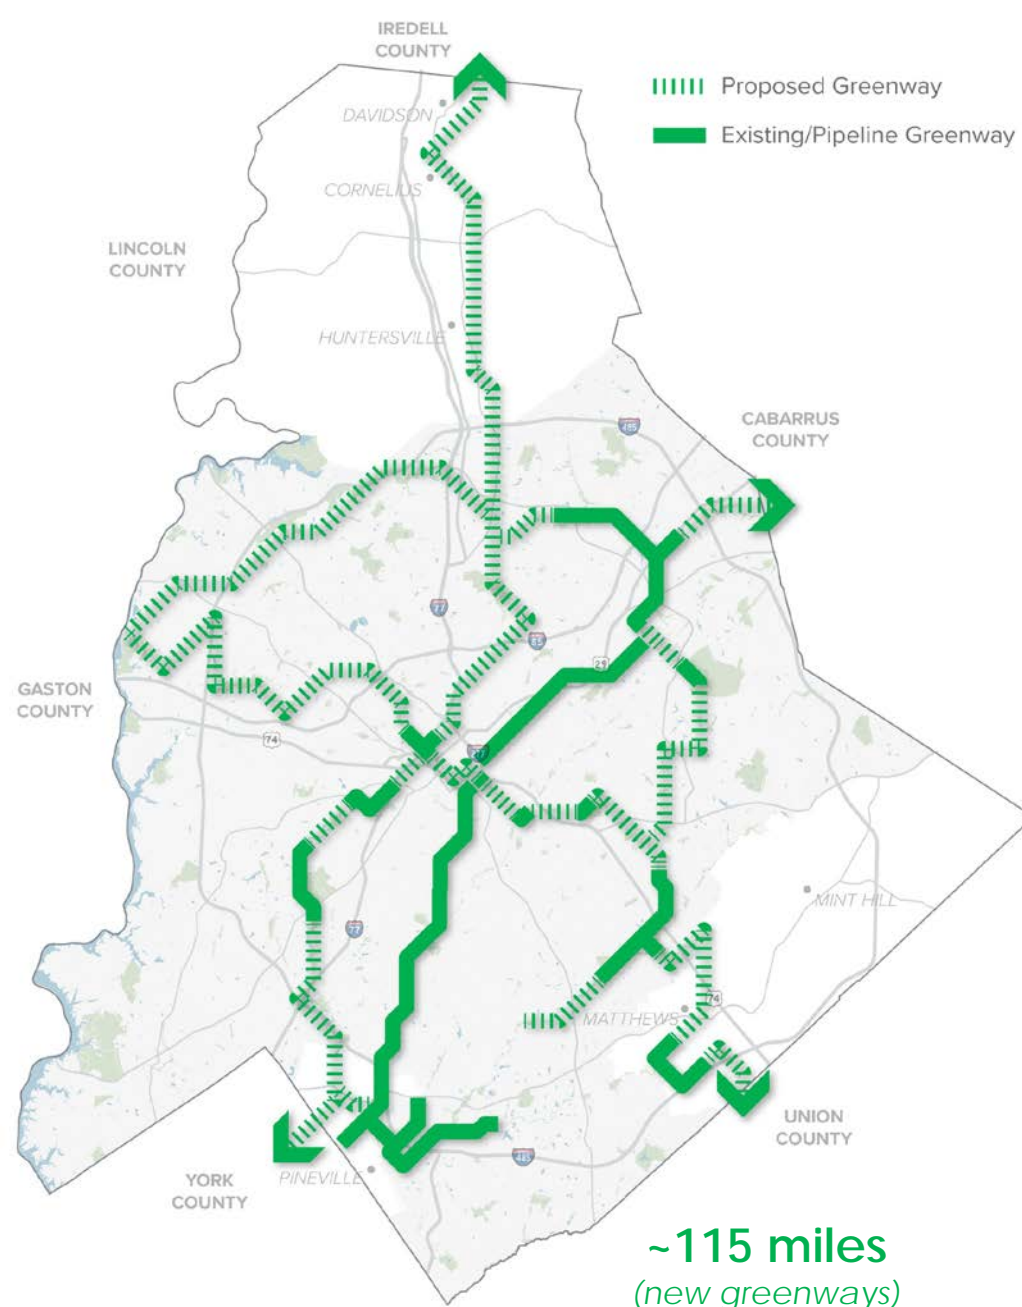 IREDELL
COUNTY
Proposed Greenway
DAVIDSON
Existing/Pipeline Greenway
CORNELIUS
LINCOLN
COUNTY
HUNTERSVILLE
CABARRUS
COUNTY
485
77
85
29
GASTON
COUNTY
74
277
MINT HILL
77
74
MATTHEWS
UNION
COUNTY
485
YORK
COUNTY
PINEVILLE
~115 miles
(new greenways)